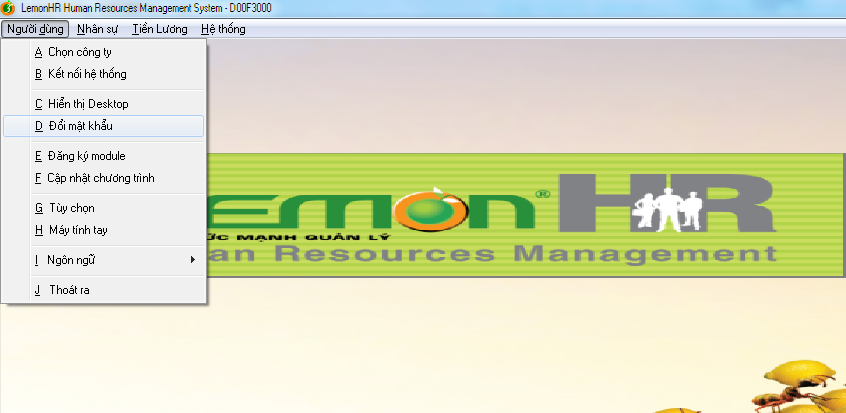 LemonHR Human Resources Management System - D00F3000
Người dùng Nhân sự Tiền Lương Hệ thống
A Chọn công ty
B Kết nối hệ thống
C Hiển thị Desktop
D Đổi mật khẩu
E Đăng ký module
F Cập nhật chương trình
G Tùy chọn
H Máy tính tay
I Ngôn ngữ
J Thoát ra
emon® HR
ỨC MẠNH QUẢN LÝ
an Resources Management